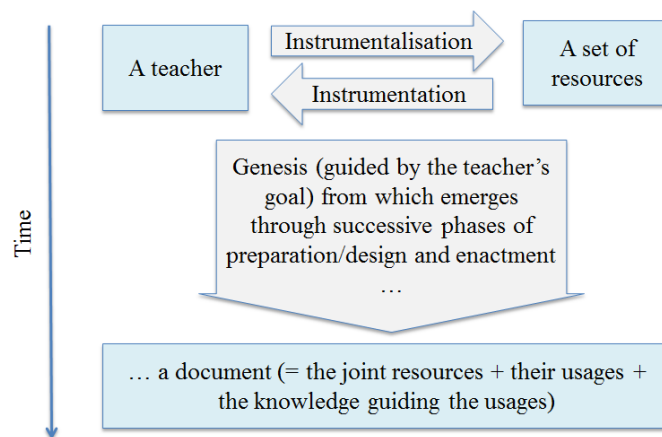 A teacher
Instrumentalisation
Instrumentation
A set of
resources
Genesis (guided by the teacher’s
goal) from which emerges
through successive phases of
preparation/design and enactment
…
Time
… a document (= the joint resources + their usages +
the knowledge guiding the usages)